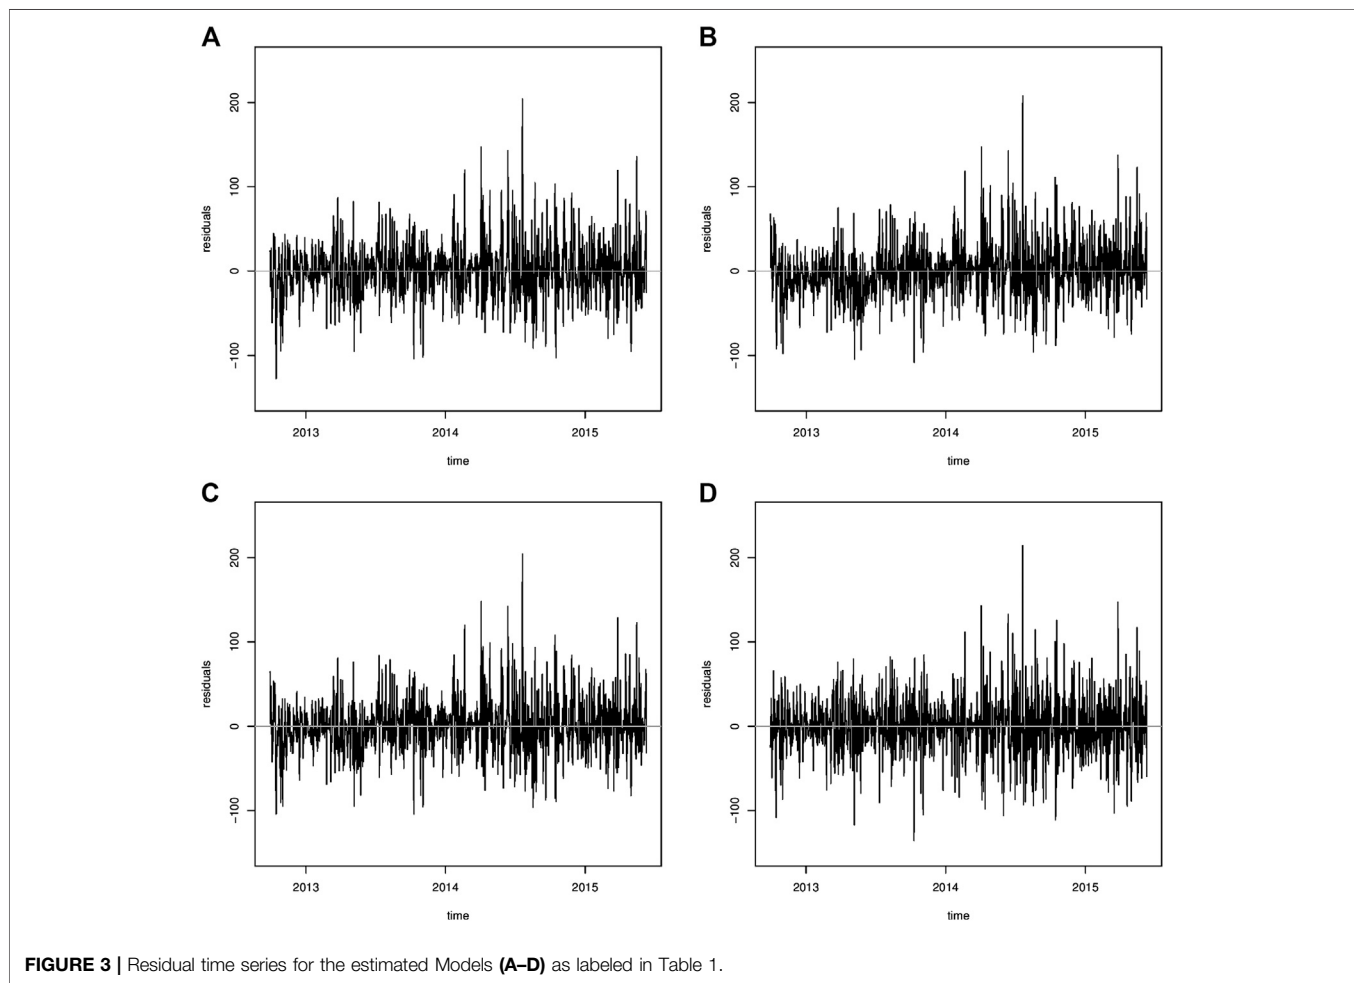 A
residuals
200
100
0
−100
2013
2014
2015
time
B
residuals
200
100
0
−100
2013
2014
2015
time
C
residuals
200
100
0
−100
2013
2014
2015
time
D
residuals
200
100
0
−100
2013
2014
2015
time
FIGURE 3 | Residual time series for the estimated Models (A–D) as labeled in Table 1.